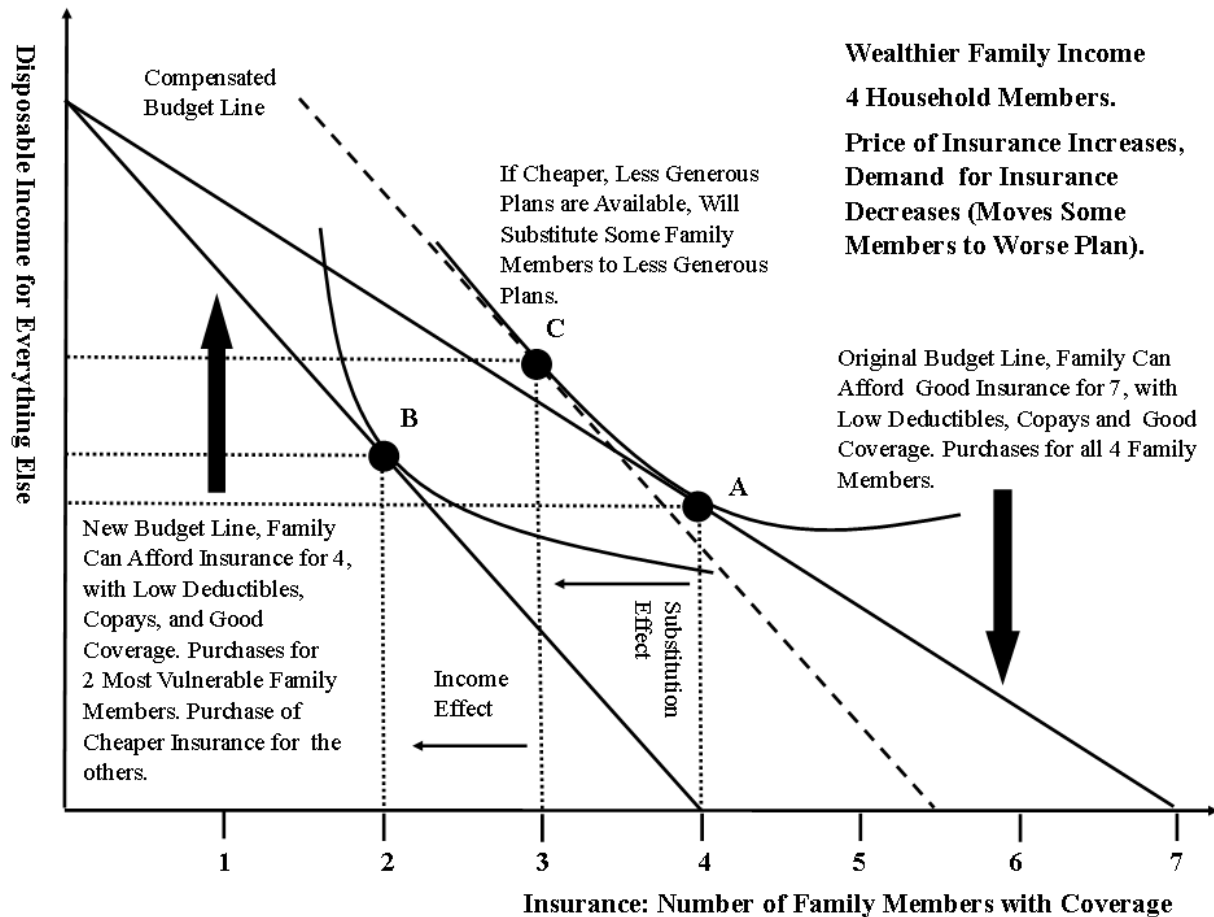 Disposable Income for Everything Else
Compensated
Budget Line
Wealthier Family Income
4 Household Members.
Price of Insurance Increases,
Demand for Insurance
Decreases (Moves Some
Members to Worse Plan).
If Cheaper, Less Generous
Plans are Available, Will
Substitute Some Family
Members to Less Generous
Plans.
C
B
A
Original Budget Line, Family Can
Afford Good Insurance for 7, with
Low Deductibles, Copays and Good
Coverage. Purchases for all 4 Family
Members.
New Budget Line, Family
Can Afford Insurance for 4,
with Low Deductibles,
Copays, and Good
Coverage. Purchases for
2 Most Vulnerable Family
Members. Purchase of
Cheaper Insurance for the
others.
Substitution
Effect
Income
Effect
1 2 3 4 5 6 7
Insurance: Number of Family Members with Coverage